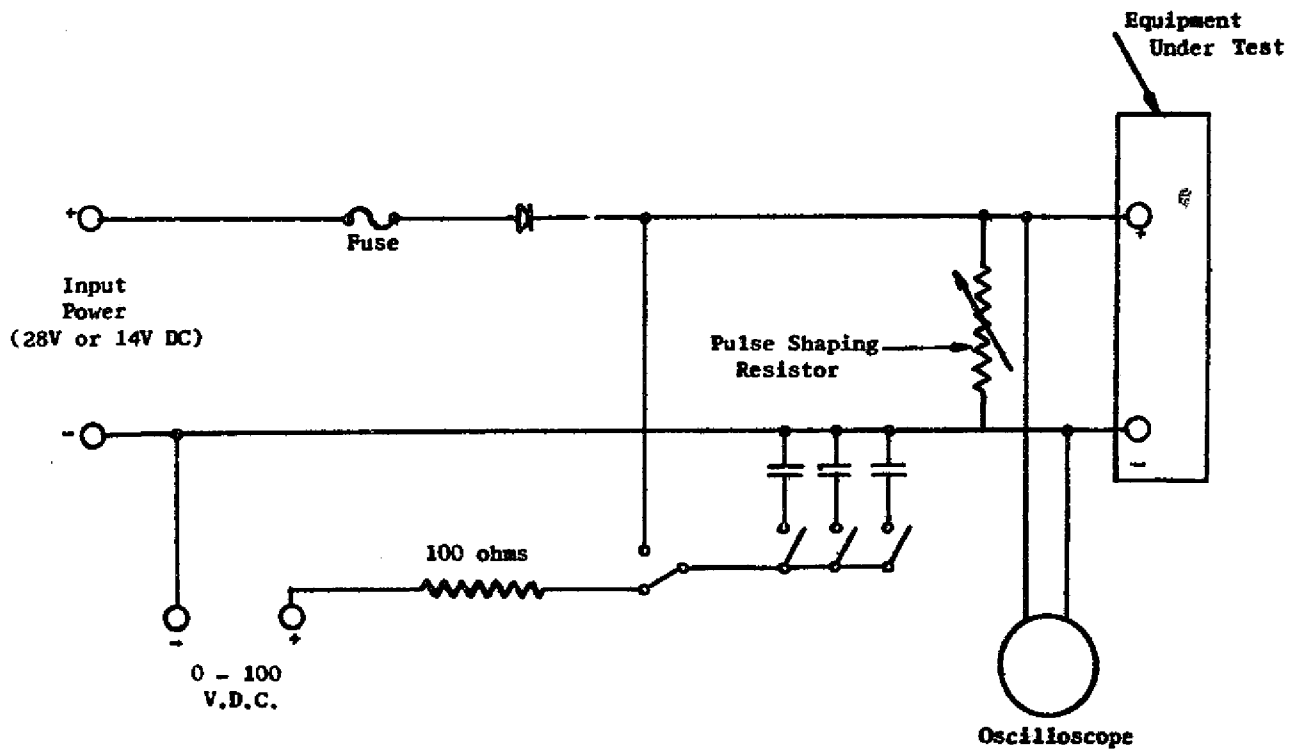 Equipment
Under Test
+
Fuse
+
Input
Power
(28V or 14V DC)
Pulse Shaping
Resistor
-
-
100 ohms
-
+
0 - 100
V.D.C.
Oscilloscope